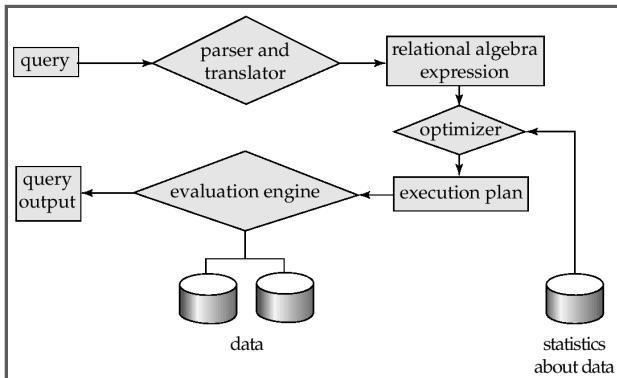 query
parser and
translator
relational algebra
expression
optimizer
query
output
evaluation engine
execution plan
data
statistics
about data